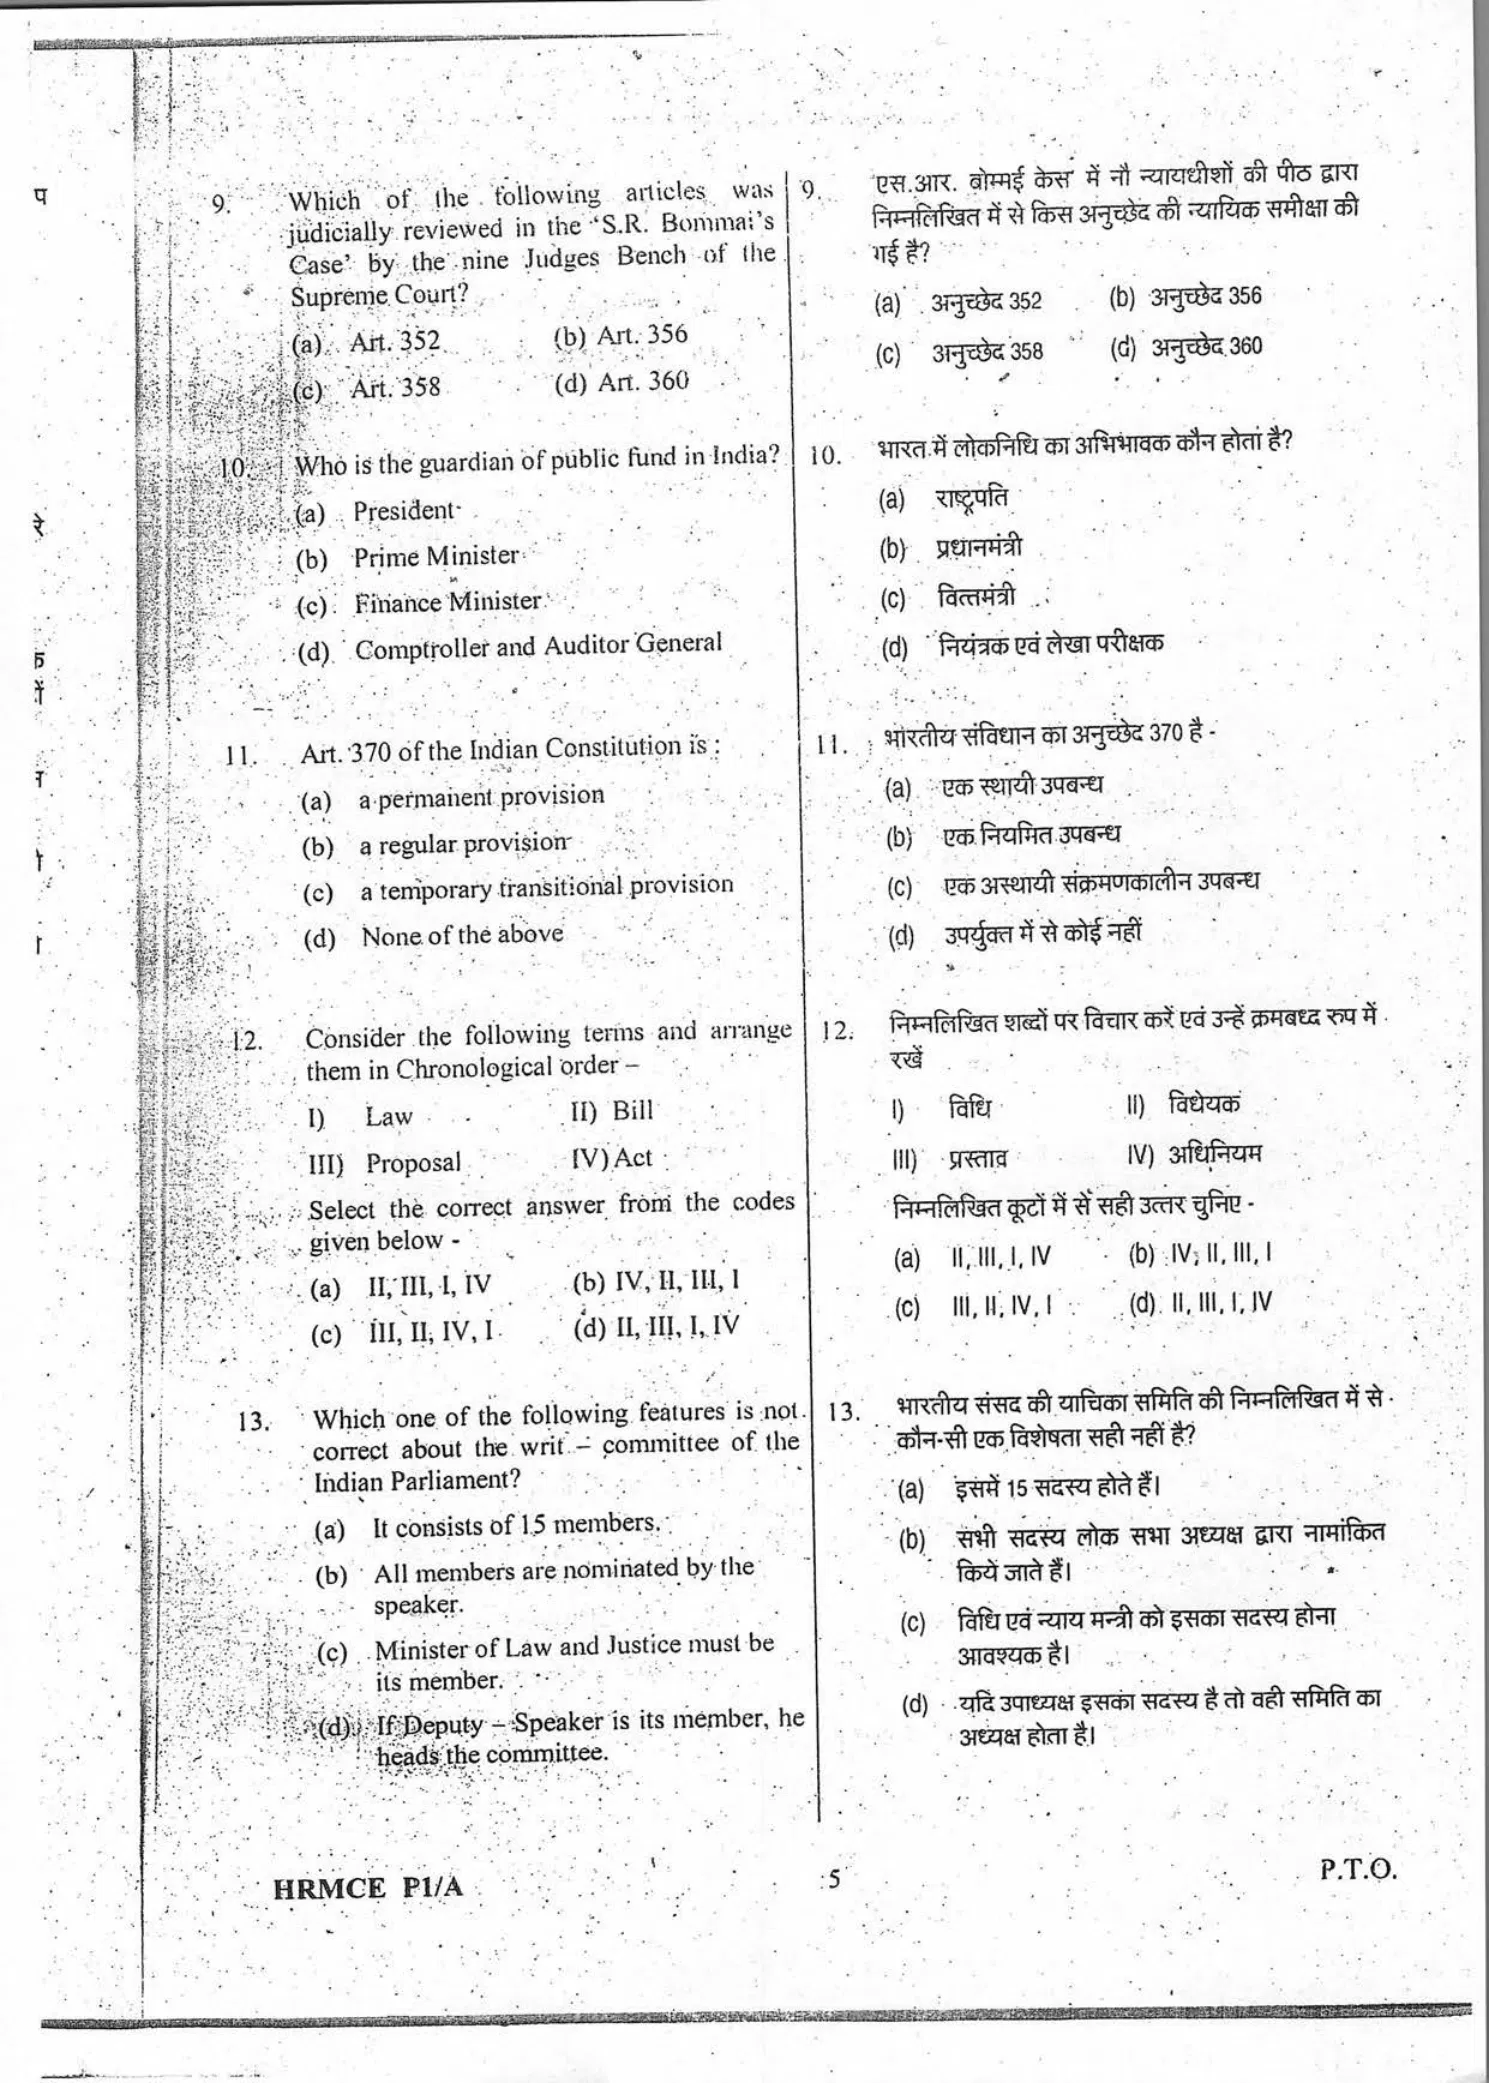 प
रे
9. Which of the following articles was
judicially reviewed in the 'S.R. Bommai's
Case' by the nine Judges Bench of the
Supreme Court?
(a) Art. 352 (b) Art. 356
(c) Art. 358 (d) Art. 360
10. Who is the guardian of public fund in India?
(a) President
(b) Prime Minister
(c) Finance Minister
(d) Comptroller and Auditor General
11. Art. 370 of the Indian Constitution is :
(a) a permanent provision
(b) a regular provision
(c) a temporary transitional provision
(d) None of the above
12. Consider the following terms and arrange
them in Chronological order –
I) Law II) Bill
III) Proposal IV) Act
Select the correct answer from the codes
given below -
(a) II, III, I, IV (b) IV, II, III, I
(c) III, II, IV, I (d) II, III, I, IV
13. Which one of the following features is not
correct about the writ – committee of the
Indian Parliament?
(a) It consists of 15 members.
(b) All members are nominated by the
speaker.
(c) Minister of Law and Justice must be
its member.
(d) If Deputy – Speaker is its member, he
heads the committee.
9. एस.आर. बोम्मई केस में नौ न्यायधीशों की पीठ द्वारा
निम्नलिखित में से किस अनुच्छेद की न्यायिक समीक्षा की
गई है?
(a) अनुच्छेद 352 (b) अनुच्छेद 356
(c) अनुच्छेद 358 (d) अनुच्छेद 360
10. भारत में लोकनिधि का अभिभावक कौन होता है?
(a) राष्ट्रपति
(b) प्रधानमंत्री
(c) वित्तमंत्री
(d) नियंत्रक एवं लेखा परीक्षक
11. भारतीय संविधान का अनुच्छेद 370 है -
(a) एक स्थायी उपबन्ध
(b) एक नियमित उपबन्ध
(c) एक अस्थायी संक्रमणकालीन उपबन्ध
(d) उपर्युक्त में से कोई नहीं
12. निम्नलिखित शब्दों पर विचार करें एवं उन्हें क्रमबध्द रुप में
रखें
I) विधि II) विधेयक
III) प्रस्ताव IV) अधिनियम
निम्नलिखित कूटों में से सही उत्तर चुनिए -
(a) II, III, I, IV (b) IV, II, III, I
(c) III, II, IV, I (d) II, III, I, IV
13. भारतीय संसद की याचिका समिति की निम्नलिखित में से
कौन-सी एक विशेषता सही नहीं है?
(a) इसमें 15 सदस्य होते हैं।
(b) सभी सदस्य लोक सभा अध्यक्ष द्वारा नामांकित
किये जाते हैं।
(c) विधि एवं न्याय मन्त्री को इसका सदस्य होना
आवश्यक है।
(d) यदि उपाध्यक्ष इसका सदस्य है तो वही समिति का
अध्यक्ष होता है।
HRMCE P1/A 5 P.T.O.